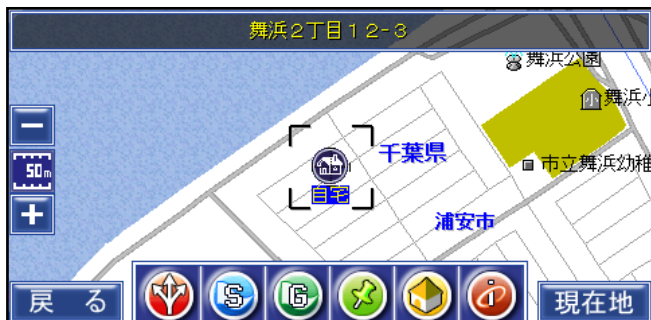 舞浜２丁目１２-３
舞浜公園
小
舞浜小
千葉県
市立舞浜幼稚
自宅
浦安市
50m
戻 る
S
G
i
現在地